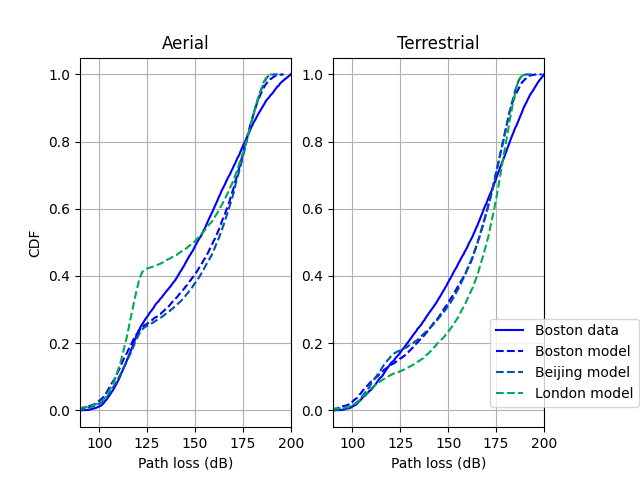 Aerial
Terrestrial
CDF
1.0
0.8
0.6
0.4
0.2
0.0
1.0
0.8
0.6
0.4
0.2
0.0
100 125 150 175 200
100 125 150 175 200
Path loss (dB)
Path loss (dB)
Boston data
Boston model
Beijing model
London model